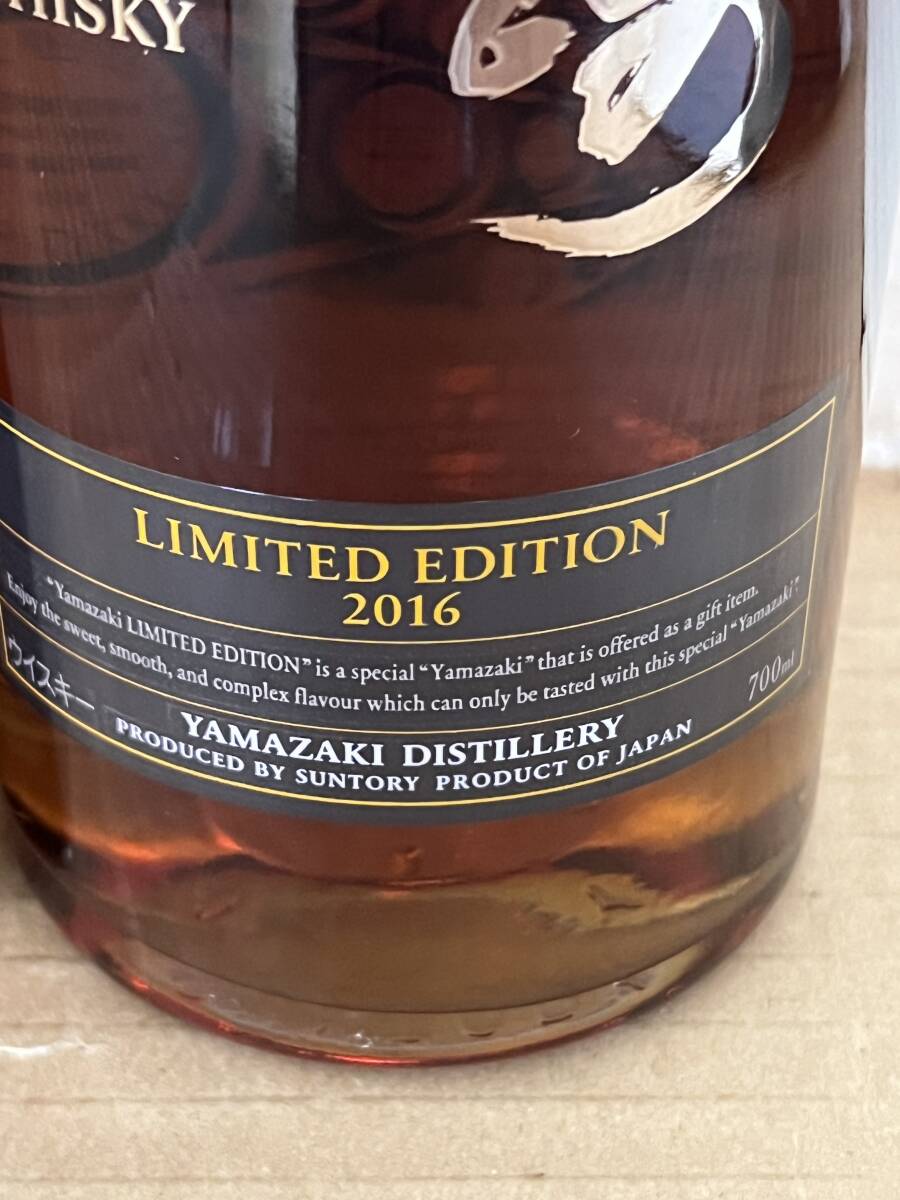 WHISKY
崎
LIMITED EDITION
2016
“Yamazaki LIMITED EDITION” is a special “Yamazaki” that is offered as a gift item.
Enjoy the sweet, smooth, and complex flavour which can only be tasted with this special “Yamazaki”.
ウイスキー
700ml
YAMAZAKI DISTILLERY
PRODUCED BY SUNTORY PRODUCT OF JAPAN